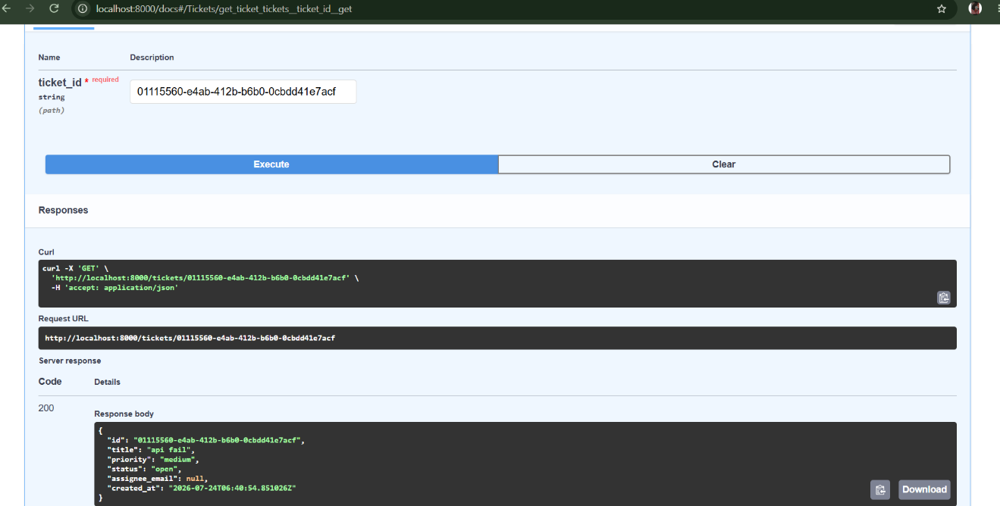 localhost:8000/docs#/Tickets/get_ticket_tickets__ticket_id__get
Name Description
ticket_id * required
string
(path)
01115560-e4ab-412b-b6b0-0cbdd41e7acf
Execute Clear
Responses
Curl
curl -X 'GET' \
'http://localhost:8000/tickets/01115560-e4ab-412b-b6b0-0cbdd41e7acf' \
-H 'accept: application/json'
Request URL
http://localhost:8000/tickets/01115560-e4ab-412b-b6b0-0cbdd41e7acf
Server response
Code Details
200
Response body
{
"id": "01115560-e4ab-412b-b6b0-0cbdd41e7acf",
"title": "api fail",
"priority": "medium",
"status": "open",
"assignee_email": null,
"created_at": "2026-07-24T06:40:54.851026Z"
}
Download